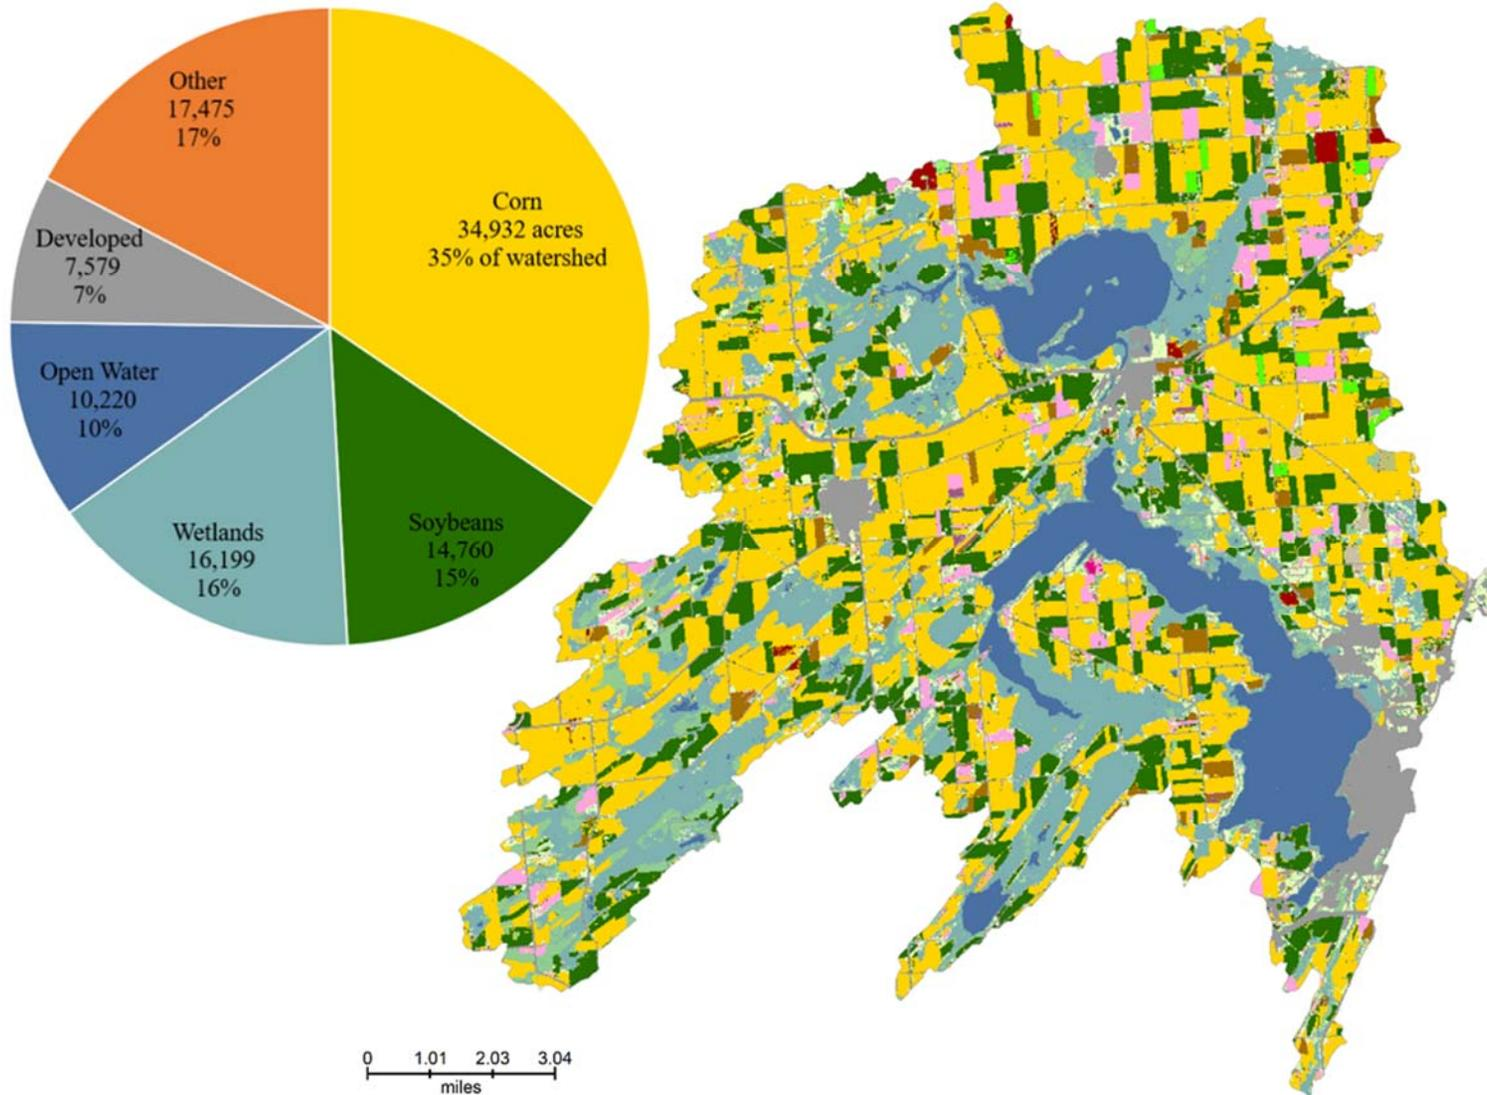 Other
17,475
17%
Corn
34,932 acres
35% of watershed
Developed
7,579
7%
Open Water
10,220
10%
Wetlands
16,199
16%
Soybeans
14,760
15%
0 1.01 2.03 3.04
miles